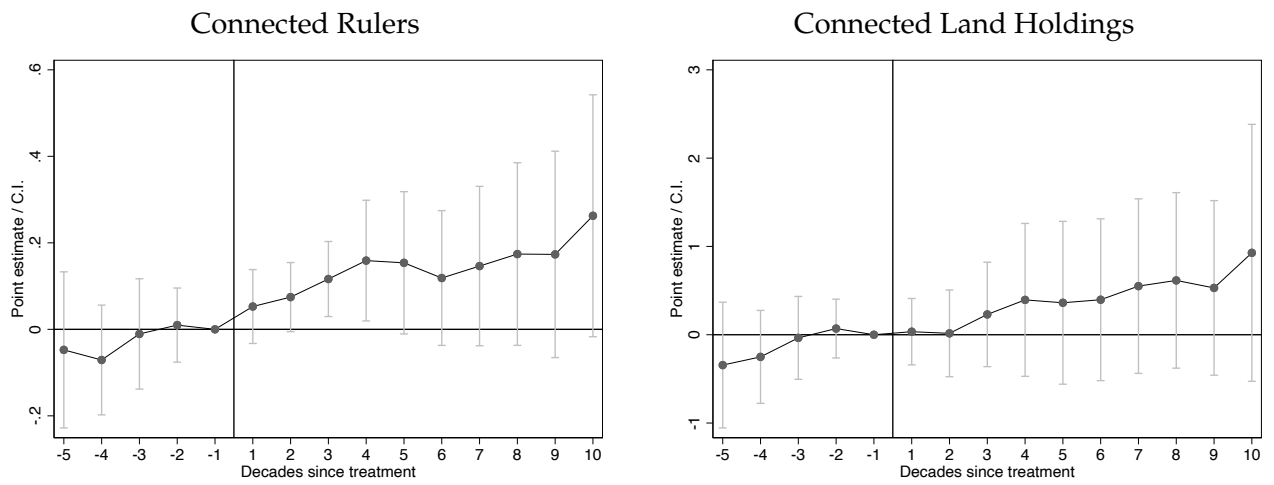 Connected Rulers
Point estimate / C.I.
.6
.4
.2
0
-.2
-5 -4 -3 -2 -1 1 2 3 4 5 6 7 8 9 10
Decades since treatment
Connected Land Holdings
Point estimate / C.I.
3
2
1
0
-1
-5 -4 -3 -2 -1 1 2 3 4 5 6 7 8 9 10
Decades since treatment